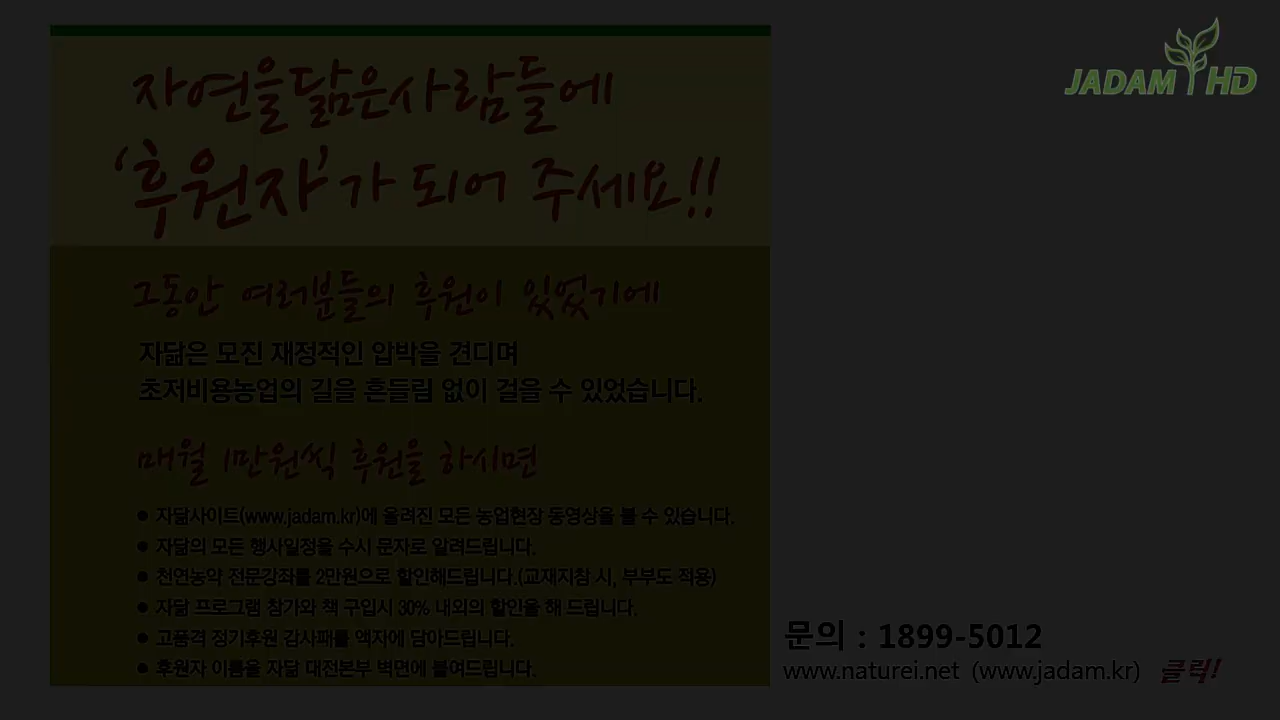 JADAM HD
자연을닮은사람들에
'후원자'가 되어 주세요!!
그동안 여러분들의 후원이 있었기에
자닮은 모진 재정적인 압박을 견디며
초저비용농업의 길을 흔들림 없이 걸을 수 있었습니다.
매월 1만원씩 후원을 하시면
● 자닮사이트(www.jadam.kr)에 올려진 모든 농업현장 동영상을 볼 수 있습니다.
● 자닮의 모든 행사일정을 수시 문자로 알려드립니다.
● 천연농약 전문강좌를 2만원으로 할인해드립니다.(교재지참 시, 부부도 적용)
● 자닮 프로그램 참가와 책 구입시 30% 내외의 할인을 해 드립니다.
● 고품격 정기후원 감사패를 액자에 담아드립니다.
● 후원자 이름을 자닮 대전본부 벽면에 붙여드립니다.
문의 : 1899-5012
www.naturei.net (www.jadam.kr) 클릭!